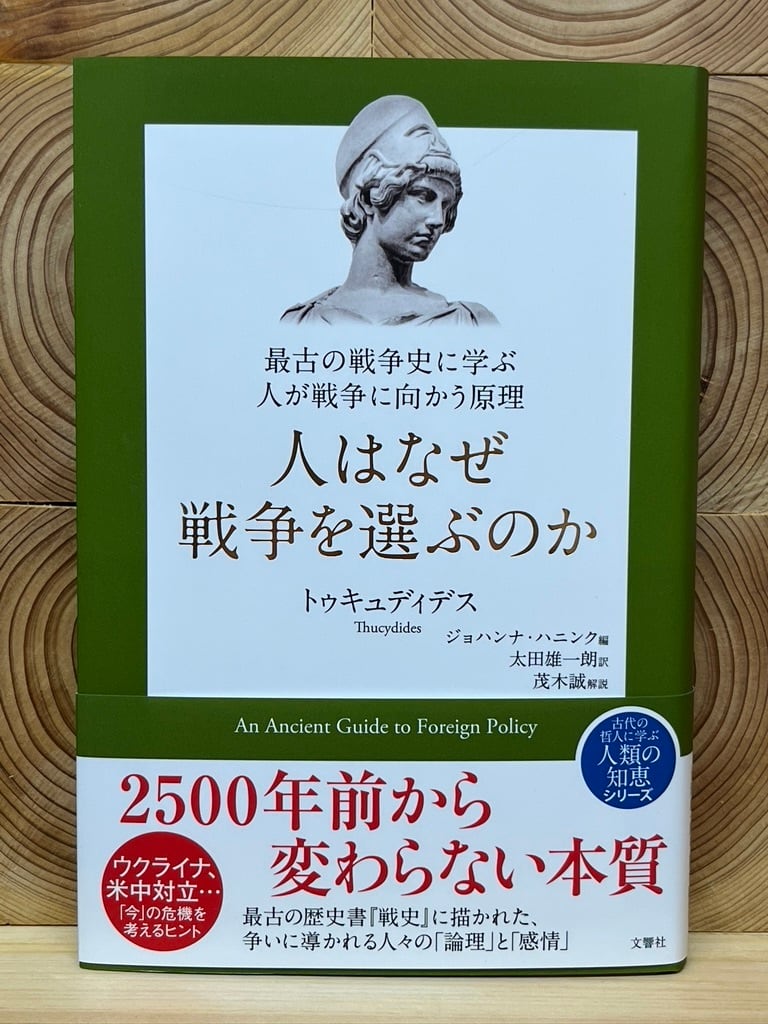 最古の戦争史に学ぶ
人が戦争に向かう原理
人はなぜ
戦争を選ぶのか
トゥキュディデス
Thucydides
ジョハンナ・ハニンク編
太田雄一朗訳
茂木誠解説
An Ancient Guide to Foreign Policy
古代の
哲人に学ぶ
人類の
知恵
シリーズ
2500年前から
変わらない本質
ウクライナ、
米中対立…
「今」の危機を
考えるヒント
最古の歴史書『戦史』に描かれた、
争いに導かれる人々の「論理」と「感情」
文響社